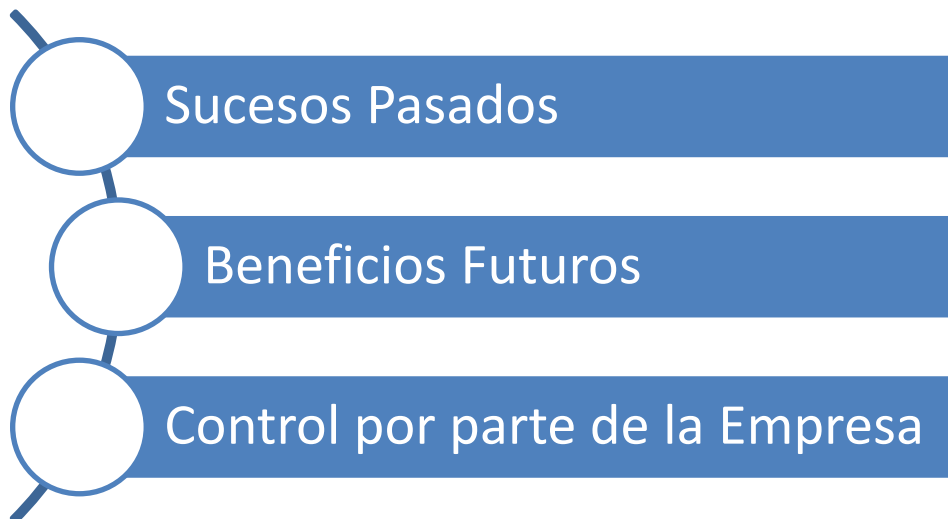 Sucesos Pasados
Beneficios Futuros
Control por parte de la Empresa